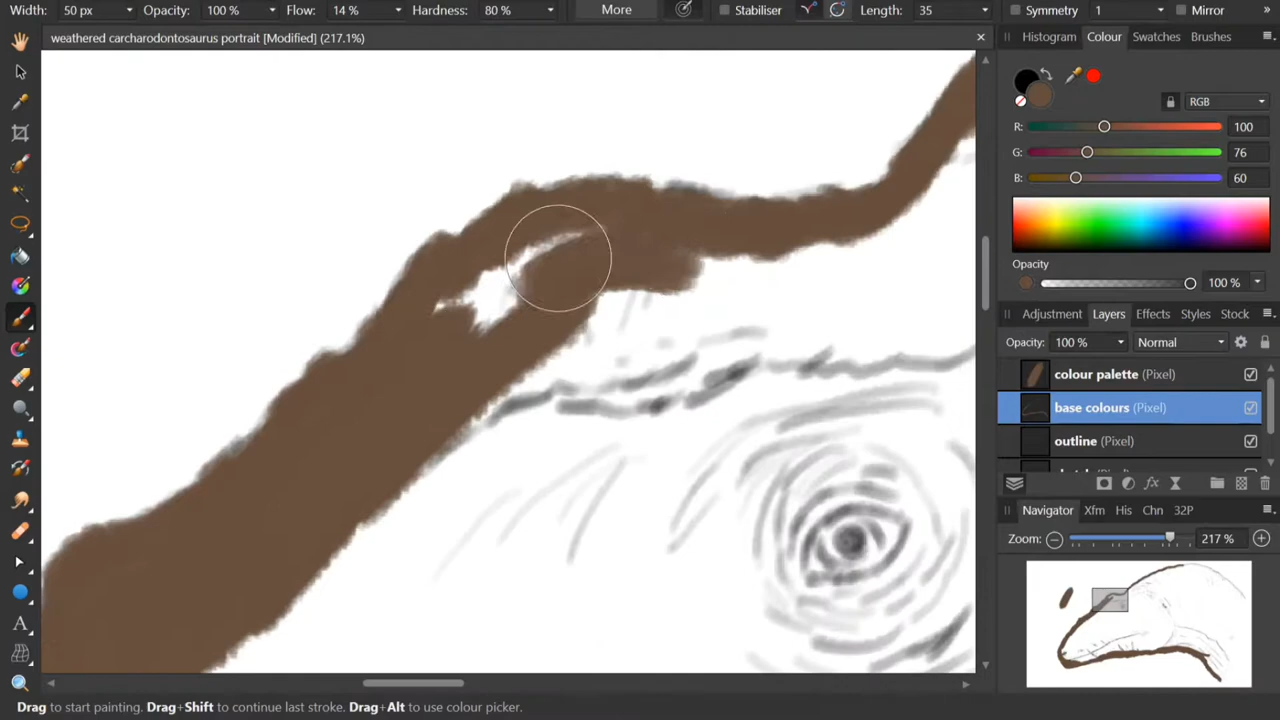 Width: 50 px Opacity: 100 % Flow: 14 % Hardness: 80 % More Stabiliser Length: 35 Symmetry 1 Mirror »
weathered carcharodontosaurus portrait [Modified] (217.1%)
Histogram Colour Swatches Brushes
RGB
R: 100
G: 76
B: 60
Opacity
100 %
Adjustment Layers Effects Styles Stock
Opacity: 100 % Normal
colour palette (Pixel)
base colours (Pixel)
outline (Pixel)
Navigator Xfm His Chn 32P
Zoom: 217 %
Drag to start painting. Drag+Shift to continue last stroke. Drag+Alt to use colour picker.